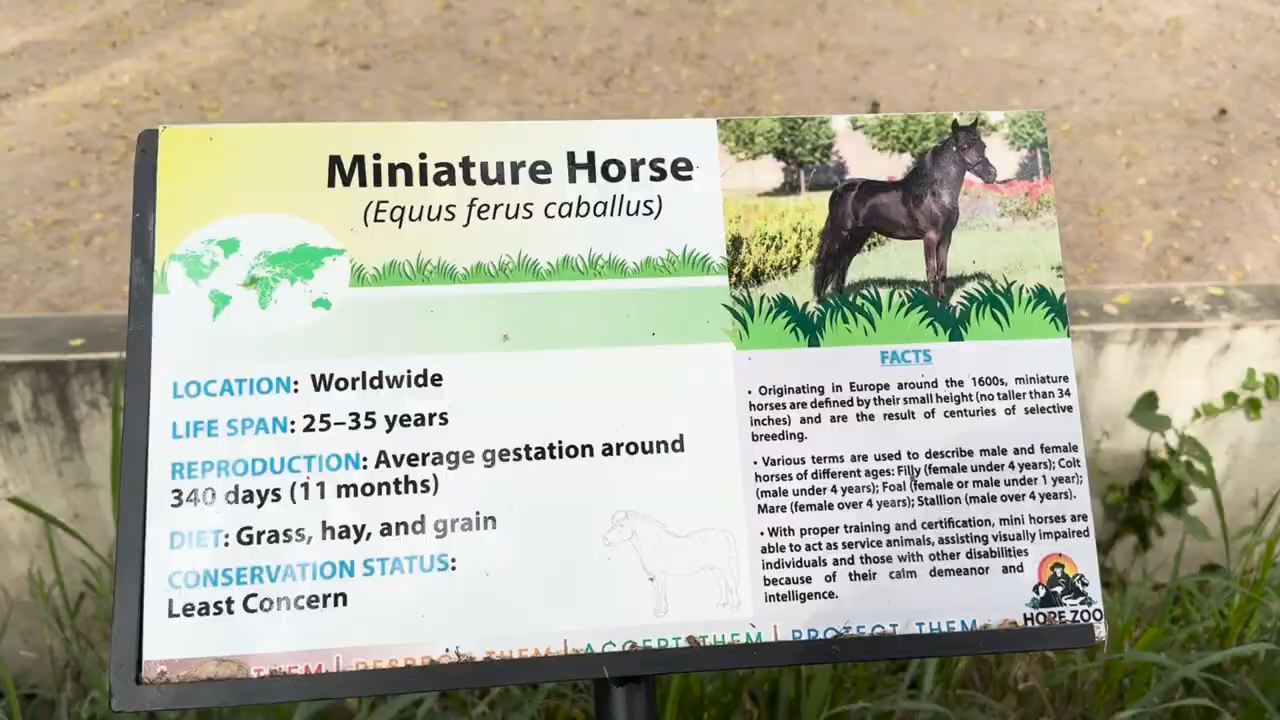 Miniature Horse
(Equus ferus caballus)
LOCATION: Worldwide
LIFE SPAN: 25–35 years
REPRODUCTION: Average gestation around
340 days (11 months)
DIET: Grass, hay, and grain
CONSERVATION STATUS:
Least Concern
FACTS
• Originating in Europe around the 1600s, miniature
horses are defined by their small height (no taller than 34
inches) and are the result of centuries of selective
breeding.
• Various terms are used to describe male and female
horses of different ages: Filly (female under 4 years); Colt
(male under 4 years); Foal (female or male under 1 year);
Mare (female over 4 years); Stallion (male over 4 years).
• With proper training and certification, mini horses are
able to act as service animals, assisting visually impaired
individuals and those with other disabilities
because of their calm demeanor and
intelligence.
HOPE ZOO
THEM | RESPECT THEM | ACCEPT THEM | PROTECT THEM